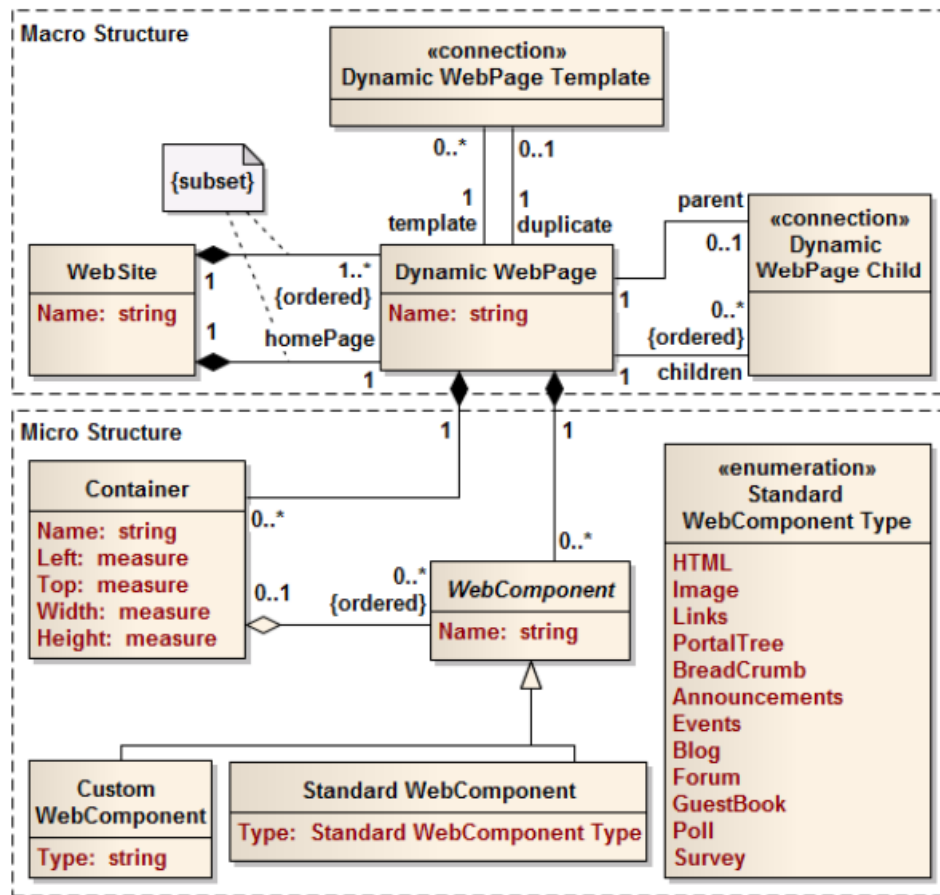 Macro Structure
«connection»
Dynamic WebPage Template
0..*
0..1
{subset}
1
1
template
duplicate
parent
«connection»
Dynamic
WebPage Child
0..1
WebSite
Name: string
1
1..*
{ordered}
Dynamic WebPage
Name: string
1
0..*
{ordered}
1
homePage
1
1
children
Micro Structure
1
1
Container
Name: string
Left: measure
Top: measure
Width: measure
Height: measure
0..*
0..*
0..1
0..*
{ordered}
WebComponent
Name: string
«enumeration»
Standard
WebComponent Type
HTML
Image
Links
PortalTree
BreadCrumb
Announcements
Events
Blog
Forum
GuestBook
Poll
Survey
Custom
WebComponent
Type: string
Standard WebComponent
Type: Standard WebComponent Type